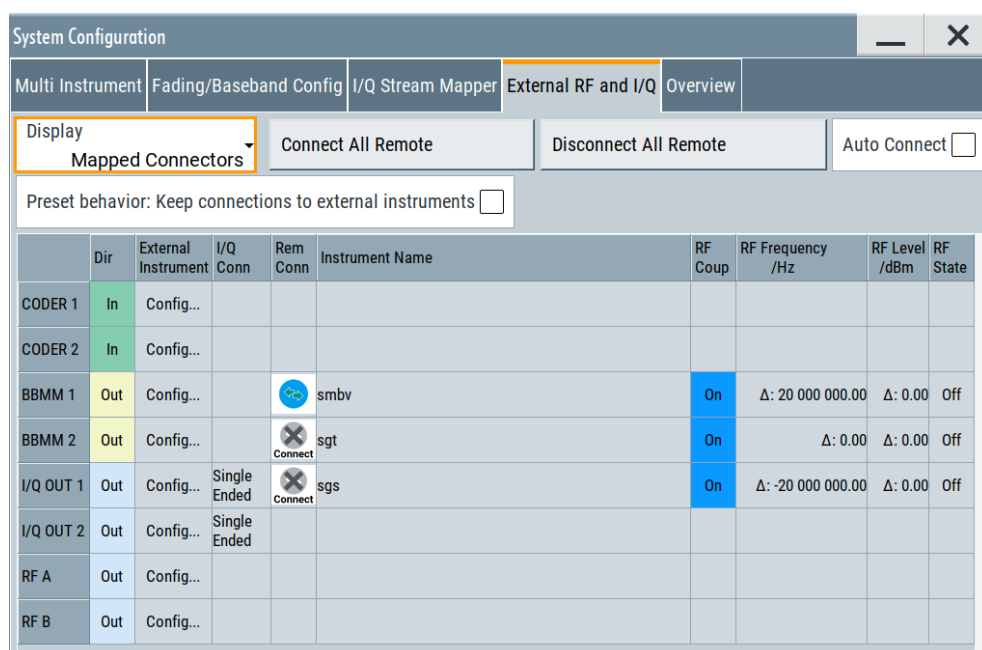 System Configuration
Multi Instrument Fading/Baseband Config I/Q Stream Mapper External RF and I/Q Overview
Display
Mapped Connectors Connect All Remote Disconnect All Remote Auto Connect
Preset behavior: Keep connections to external instruments
Dir External Instrument I/Q Conn Rem Conn Instrument Name RF Coup RF Frequency /Hz RF Level /dBm RF State
CODER 1 In Config...
CODER 2 In Config...
BBMM 1 Out Config... smbv On Δ: 20 000 000.00 Δ: 0.00 Off
BBMM 2 Out Config... Connect sgt On Δ: 0.00 Δ: 0.00 Off
I/Q OUT 1 Out Config... Single Ended Connect sgs On Δ: -20 000 000.00 Δ: 0.00 Off
I/Q OUT 2 Out Config... Single Ended
RF A Out Config...
RF B Out Config...